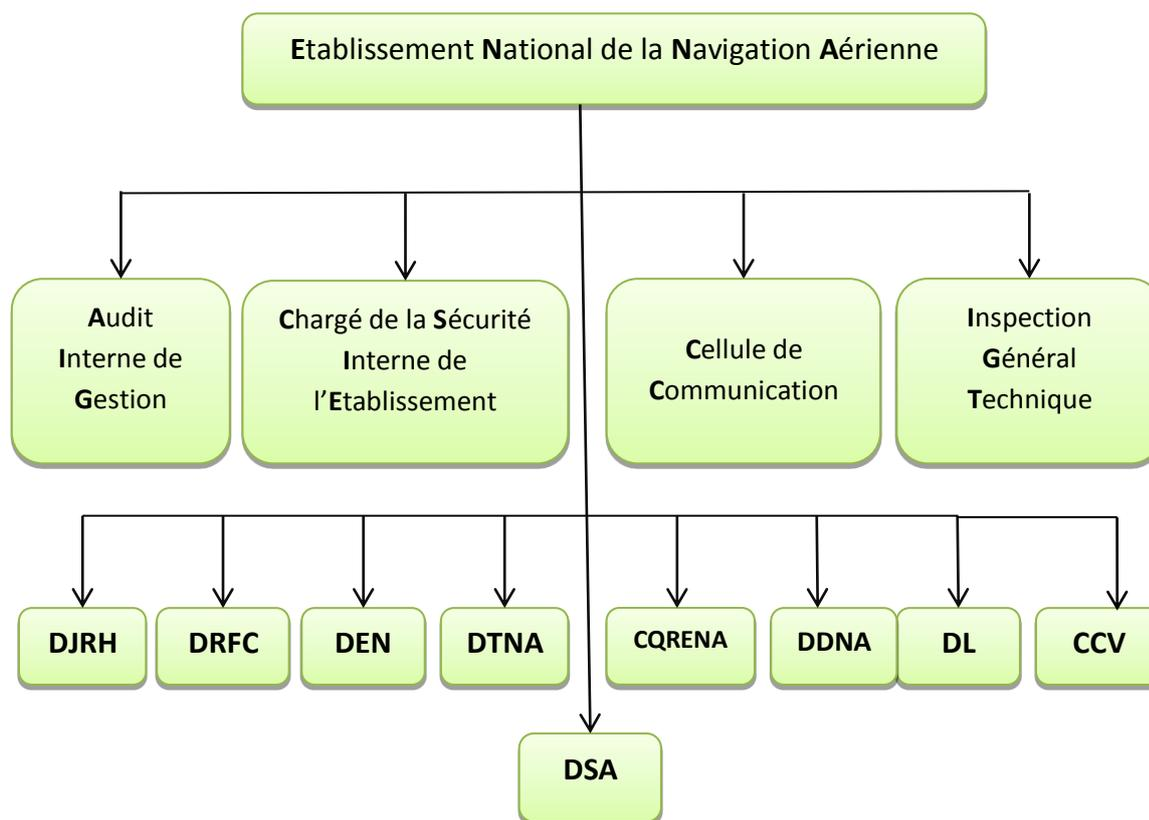 Etablissement National de la Navigation Aérienne
Audit
Interne de
Gestion
Chargé de la Sécurité
Interne de
l'Etablissement
Cellule de
Communication
Inspection
Général
Technique
DJRH
DRFC
DEN
DTNA
CQRENA
DDNA
DL
CCV
DSA